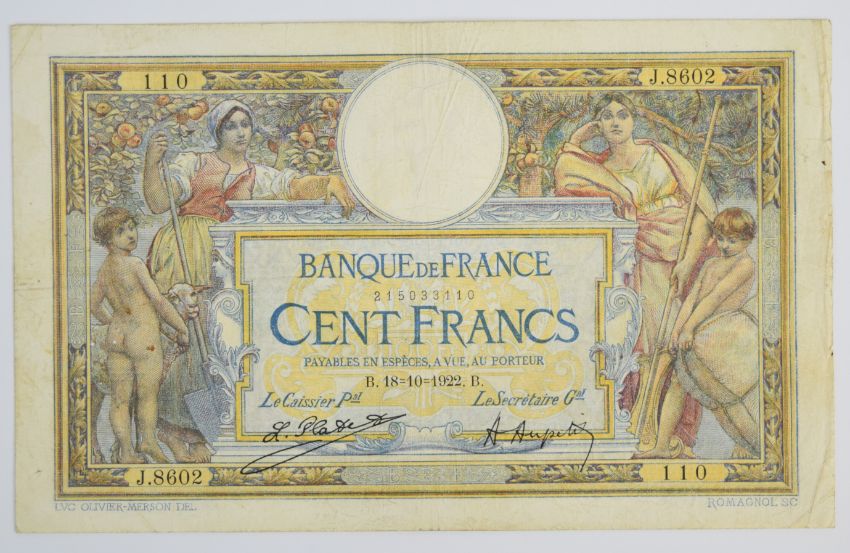 110 J.8602
BANQUE DE FRANCE
215033110
CENT FRANCS
PAYABLES EN ESPÈCES, A VUE, AU PORTEUR
B. 18=10=1922. B.
Le Caissier Pal Le Secrétaire Gal
J.8602 110
LVC OLIVIER-MERSON DEL. ROMAGNOL SC